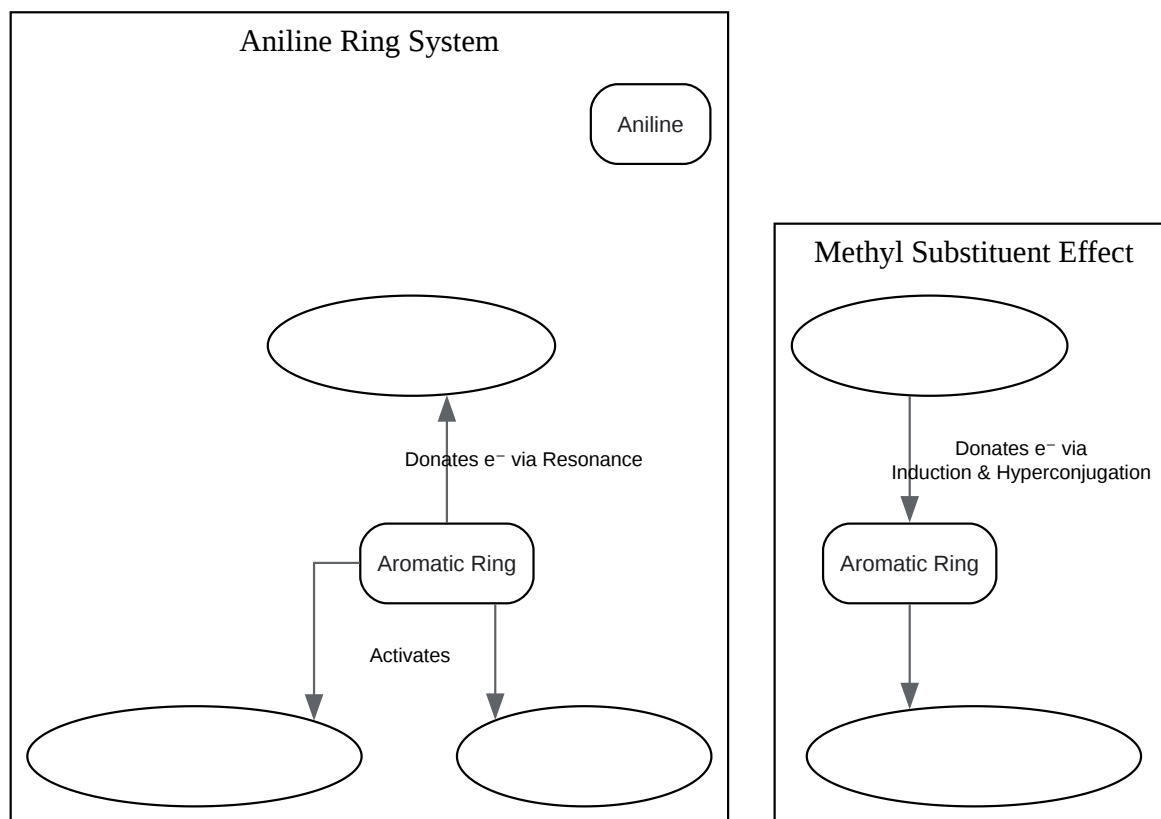 Aniline Ring System
Aniline
Methyl Substituent Effect
Donates e⁻ via Resonance
Donates e⁻ via
Induction & Hyperconjugation
Aromatic Ring
Aromatic Ring
Activates